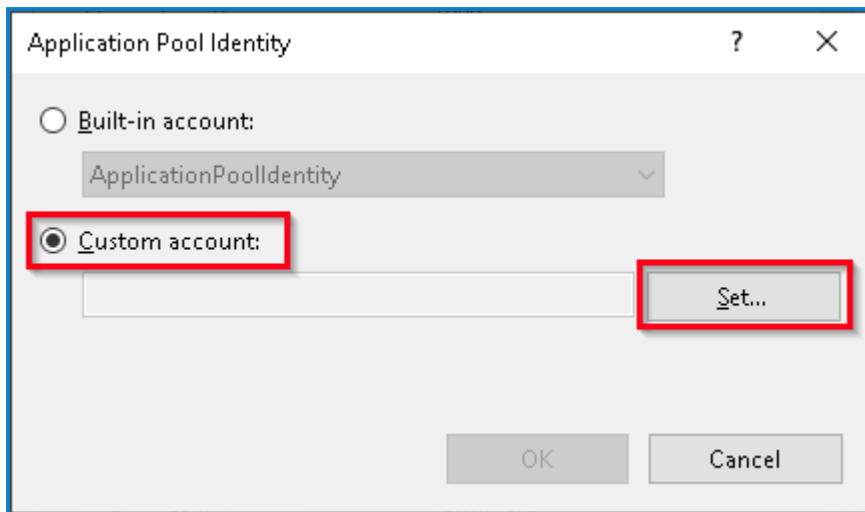 Application Pool Identity
Built-in account:
ApplicationPoolIdentity
Custom account:
Set...
OK
Cancel